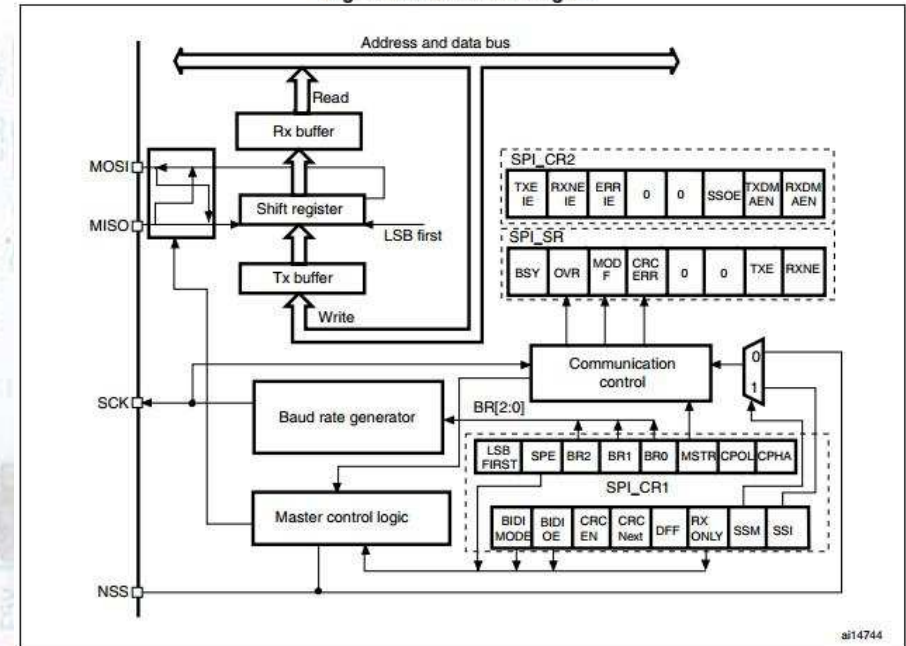 Address and data bus
Read
Rx buffer
MOSI
SPI_CR2
TXE IE
RXNE IE
ERR IE
0
0
SSOE
TXDM AEN
RXDM AEN
Shift register
MISO
LSB first
SPI_SR
BSY
OVR
MOD F
CRC ERR
0
0
TXE
RXNE
Tx buffer
Write
Communication control
0
1
SCK
Baud rate generator
BR[2:0]
LSB FIRST
SPE
BR2
BR1
BR0
MSTR
CPOL
CPHA
SPI_CR1
Master control logic
BIDI MODE
BIDI OE
CRC EN
CRC Next
DFF
RX ONLY
SSM
SSI
NSS
ai14744